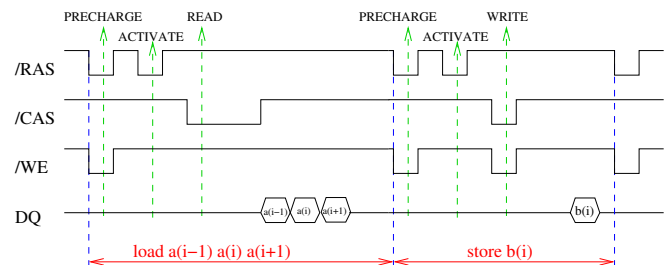 PRECHARGE READ PRECHARGE WRITE
ACTIVATE ACTIVATE
/RAS
/CAS
/WE
DQ a(i−1) a(i) a(i+1) b(i)
load a(i−1) a(i) a(i+1) store b(i)